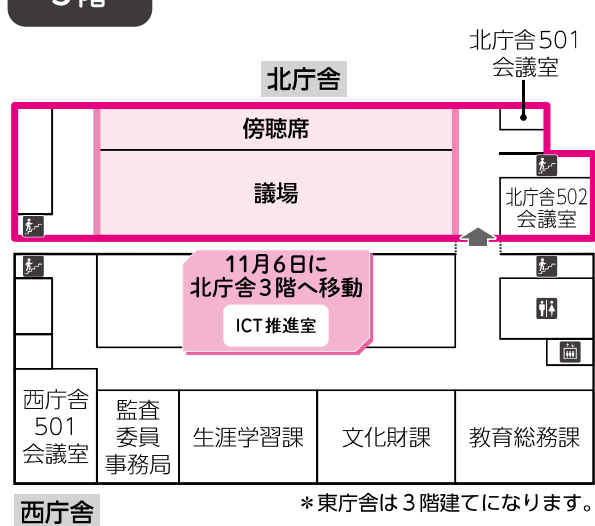 階
北庁舎501
会議室
北庁舎
傍聴席
議場
北庁舎502
会議室
11月6日に
北庁舎3階へ移動
ICT推進室
西庁舎
501
会議室
監査
委員
事務局
生涯学習課
文化財課
教育総務課
西庁舎
＊東庁舎は3階建てになります。